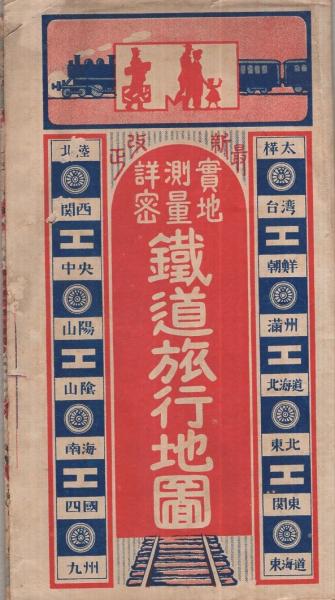 最新改正
實地
測量
詳密
鐵道旅行地圖
樺太
台湾
朝鮮
滿州
北海道
東北
関東
東海道
北陸
関西
中央
山陽
山陰
南海
四國
九州